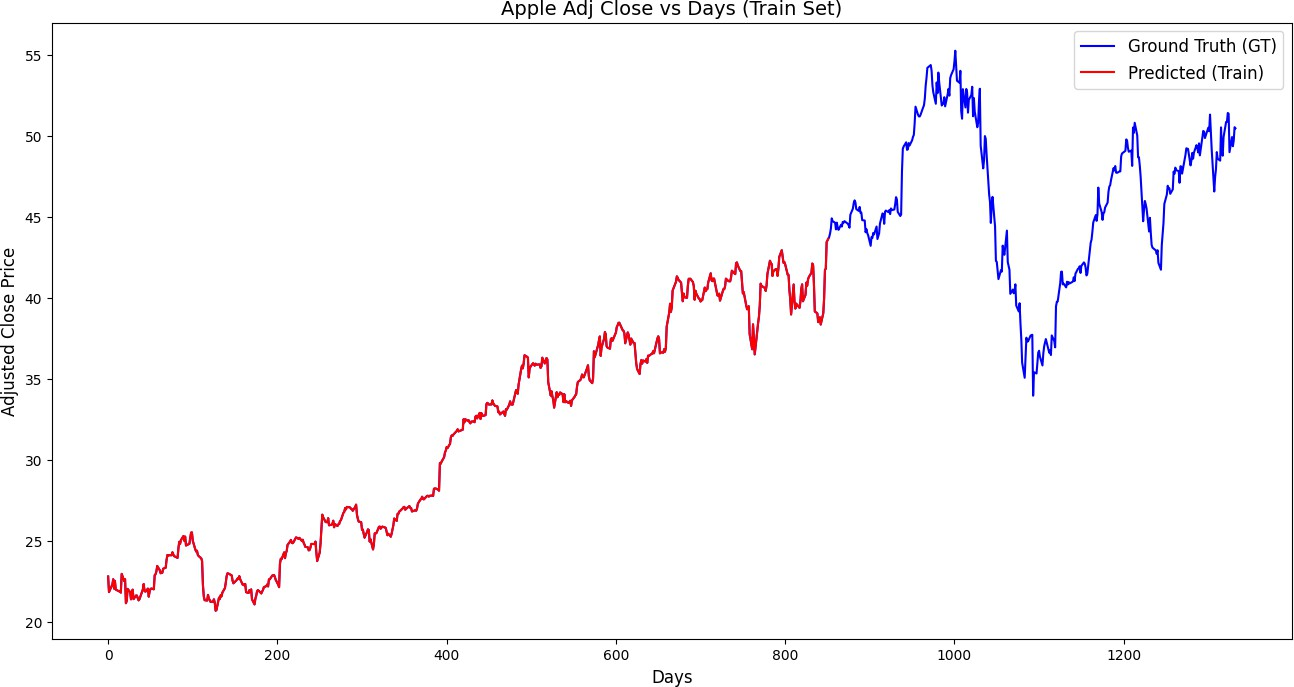 Apple Adj Close vs Days (Train Set)
Ground Truth (GT)
Predicted (Train)
Adjusted Close Price
55
50
45
40
35
30
25
20
0 200 400 600 800 1000 1200
Days